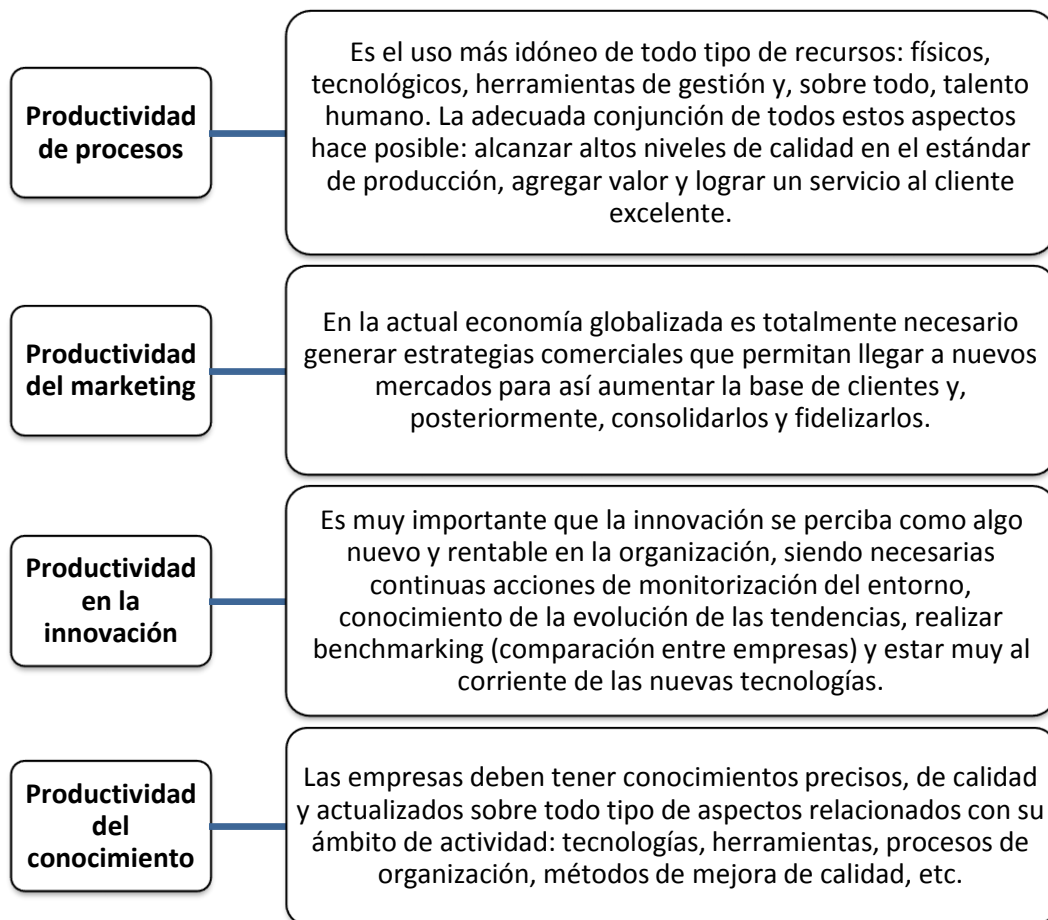 Productividad
de procesos
Es el uso más idóneo de todo tipo de recursos: físicos,
tecnológicos, herramientas de gestión y, sobre todo, talento
humano. La adecuada conjunción de todos estos aspectos
hace posible: alcanzar altos niveles de calidad en el estándar
de producción, agregar valor y lograr un servicio al cliente
excelente.
Productividad
del marketing
En la actual economía globalizada es totalmente necesario
generar estrategias comerciales que permitan llegar a nuevos
mercados para así aumentar la base de clientes y,
posteriormente, consolidarlos y fidelizarlos.
Productividad
en la
innovación
Es muy importante que la innovación se perciba como algo
nuevo y rentable en la organización, siendo necesarias
continuas acciones de monitorización del entorno,
conocimiento de la evolución de las tendencias, realizar
benchmarking (comparación entre empresas) y estar muy al
corriente de las nuevas tecnologías.
Productividad
del
conocimiento
Las empresas deben tener conocimientos precisos, de calidad
y actualizados sobre todo tipo de aspectos relacionados con su
ámbito de actividad: tecnologías, herramientas, procesos de
organización, métodos de mejora de calidad, etc.